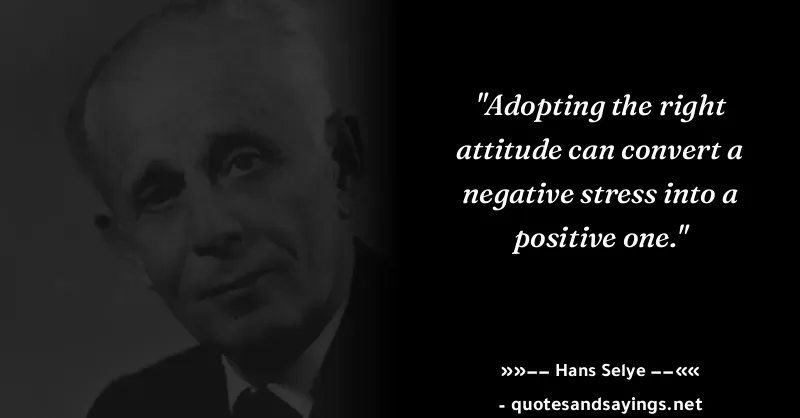 "Adopting the right
attitude can convert a
negative stress into a
positive one."
»»–– Hans Selye ––««
- quotesandsayings.net